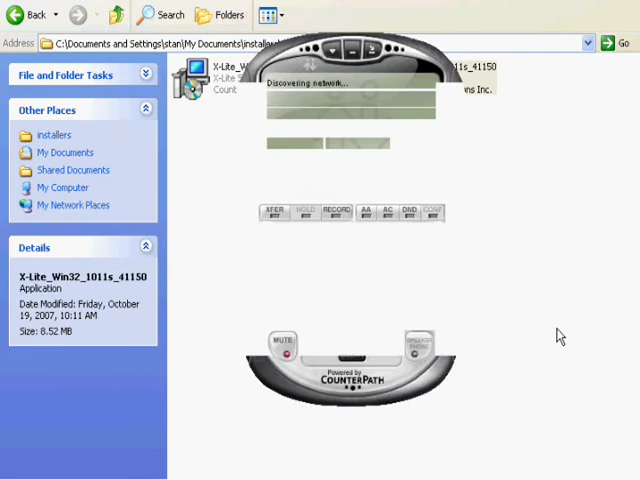 Back
Search
Folders
Address
C:\Documents and Settings\stan\My Documents\
Go
File and Folder Tasks
Other Places
installers
My Documents
Shared Documents
My Computer
My Network Places
Details
X-Lite_Win32_1011s_41150
Application
Date Modified: Friday, October
19, 2007, 10:11 AM
Size: 8.52 MB
X-Lite_W
11s_41150
X-Lite
Count
ns Inc.
Discovering network...
XFER
HOLD
RECORD
AA
AC
DND
CONF
MUTE
SPEAKER
PHONE
Powered by
COUNTERPATH